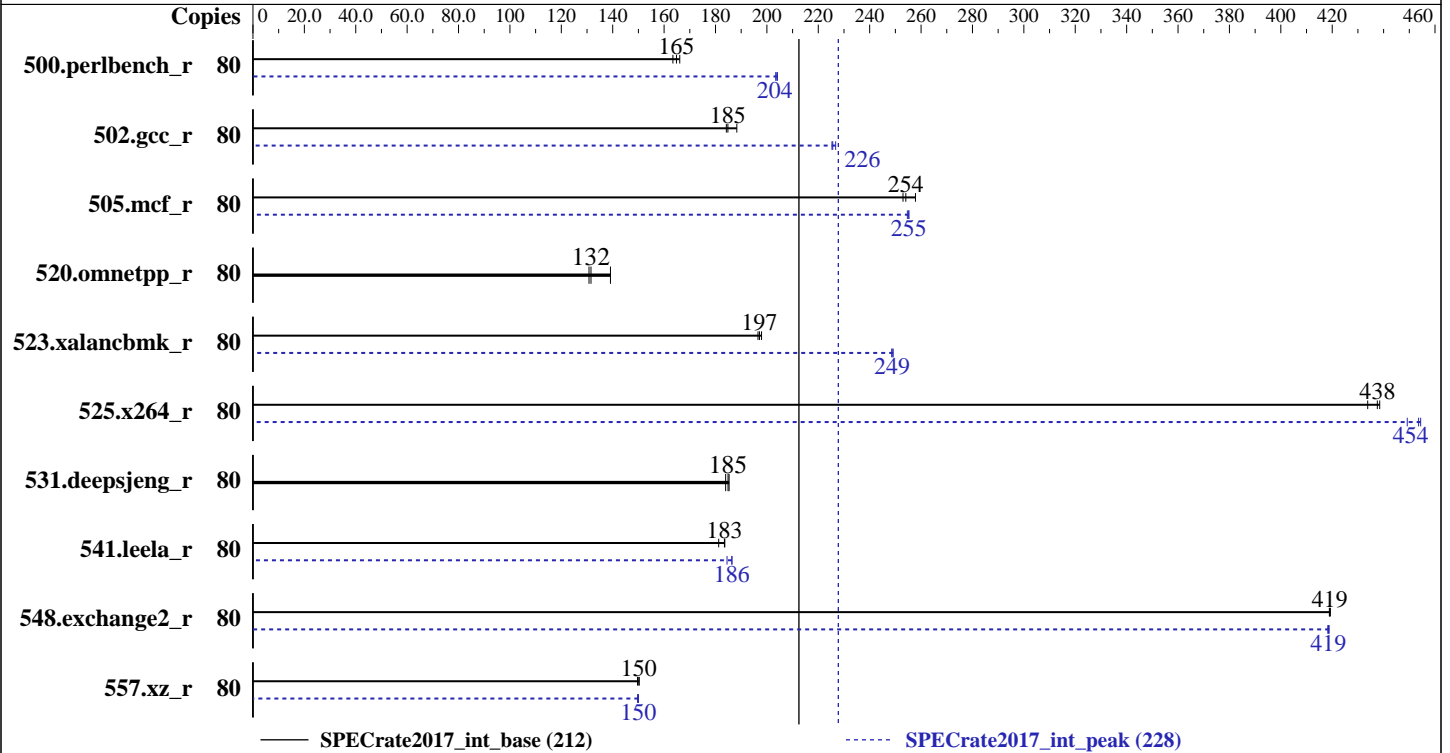 Copies 0 20.0 40.0 60.0 80.0 100 120 140 160 180 200 220 240 260 280 300 320 340 360 380 400 420 460
165
500.perlbench_r 80
204
185
502.gcc_r 80
226
254
505.mcf_r 80
255
132
520.omnetpp_r 80
197
523.xalancbmk_r 80
249
438
525.x264_r 80
454
185
531.deepsjeng_r 80
183
541.leela_r 80
186
419
548.exchange2_r 80
419
150
557.xz_r 80
150
SPECrate2017_int_base (212) SPECrate2017_int_peak (228)